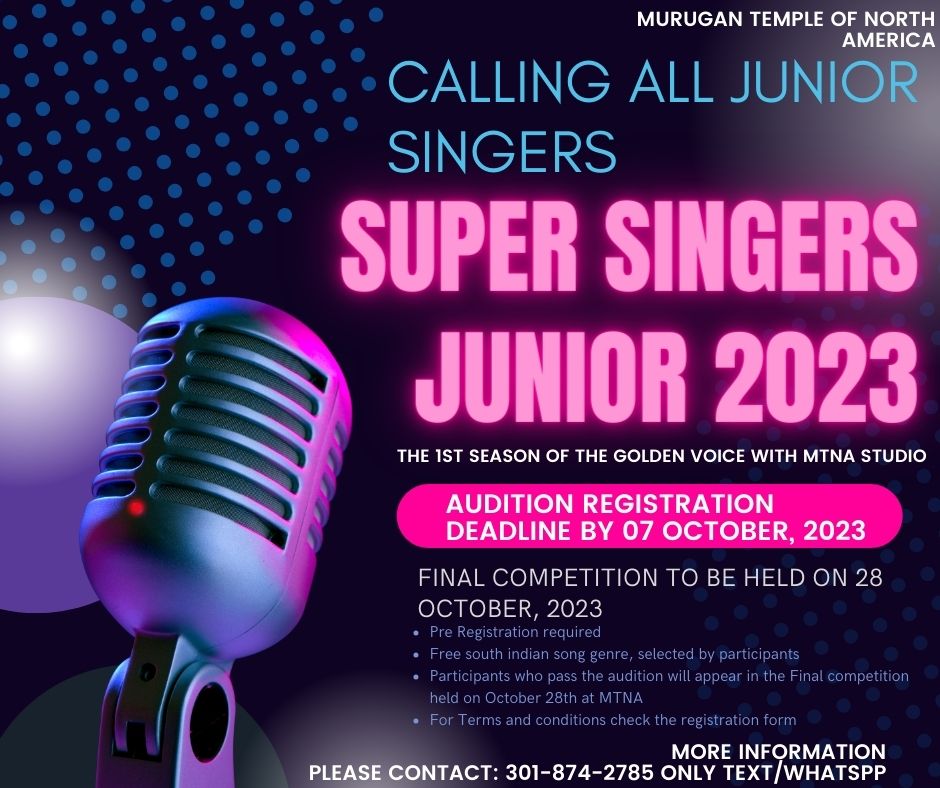 MURUGAN TEMPLE OF NORTH
AMERICA
CALLING ALL JUNIOR
SINGERS
SUPER SINGERS
JUNIOR 2023
THE 1ST SEASON OF THE GOLDEN VOICE WITH MTNA STUDIO
AUDITION REGISTRATION
DEADLINE BY 07 OCTOBER, 2023
FINAL COMPETITION TO BE HELD ON 28
OCTOBER, 2023
• Pre Registration required
• Free south indian song genre, selected by participants
• Participants who pass the audition will appear in the Final competition
held on October 28th at MTNA
• For Terms and conditions check the registration form
MORE INFORMATION
PLEASE CONTACT: 301-874-2785 ONLY TEXT/WHATSPP